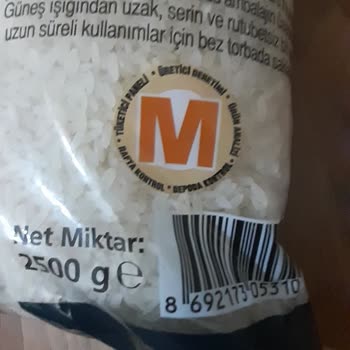 Güneş ışığından uzak, serin ve rutubetsiz
uzun süreli kullanımlar için bez torbada
TÜKETİCİ PANELİ • ÜRETİCİ DENETİMİ • ÜRÜN ANALİZİ • DEPODA KONTROL • RAFTA KONTROL
M
Net Miktar:
2500 g e
8 692173 05310